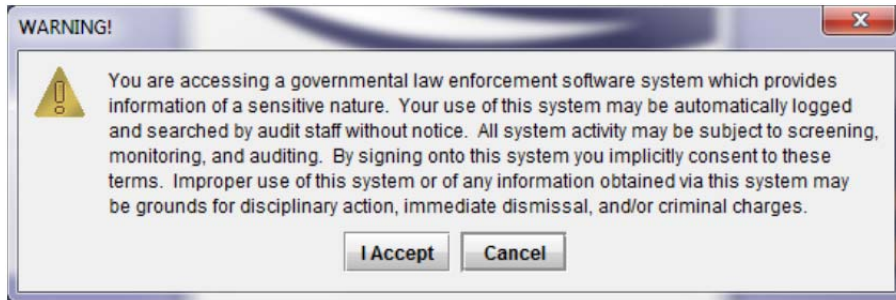 WARNING!
You are accessing a governmental law enforcement software system which provides
information of a sensitive nature.  Your use of this system may be automatically logged
and searched by audit staff without notice.  All system activity may be subject to screening,
monitoring, and auditing.  By signing onto this system you implicitly consent to these
terms.  Improper use of this system or of any information obtained via this system may
be grounds for disciplinary action, immediate dismissal, and/or criminal charges.
I Accept Cancel